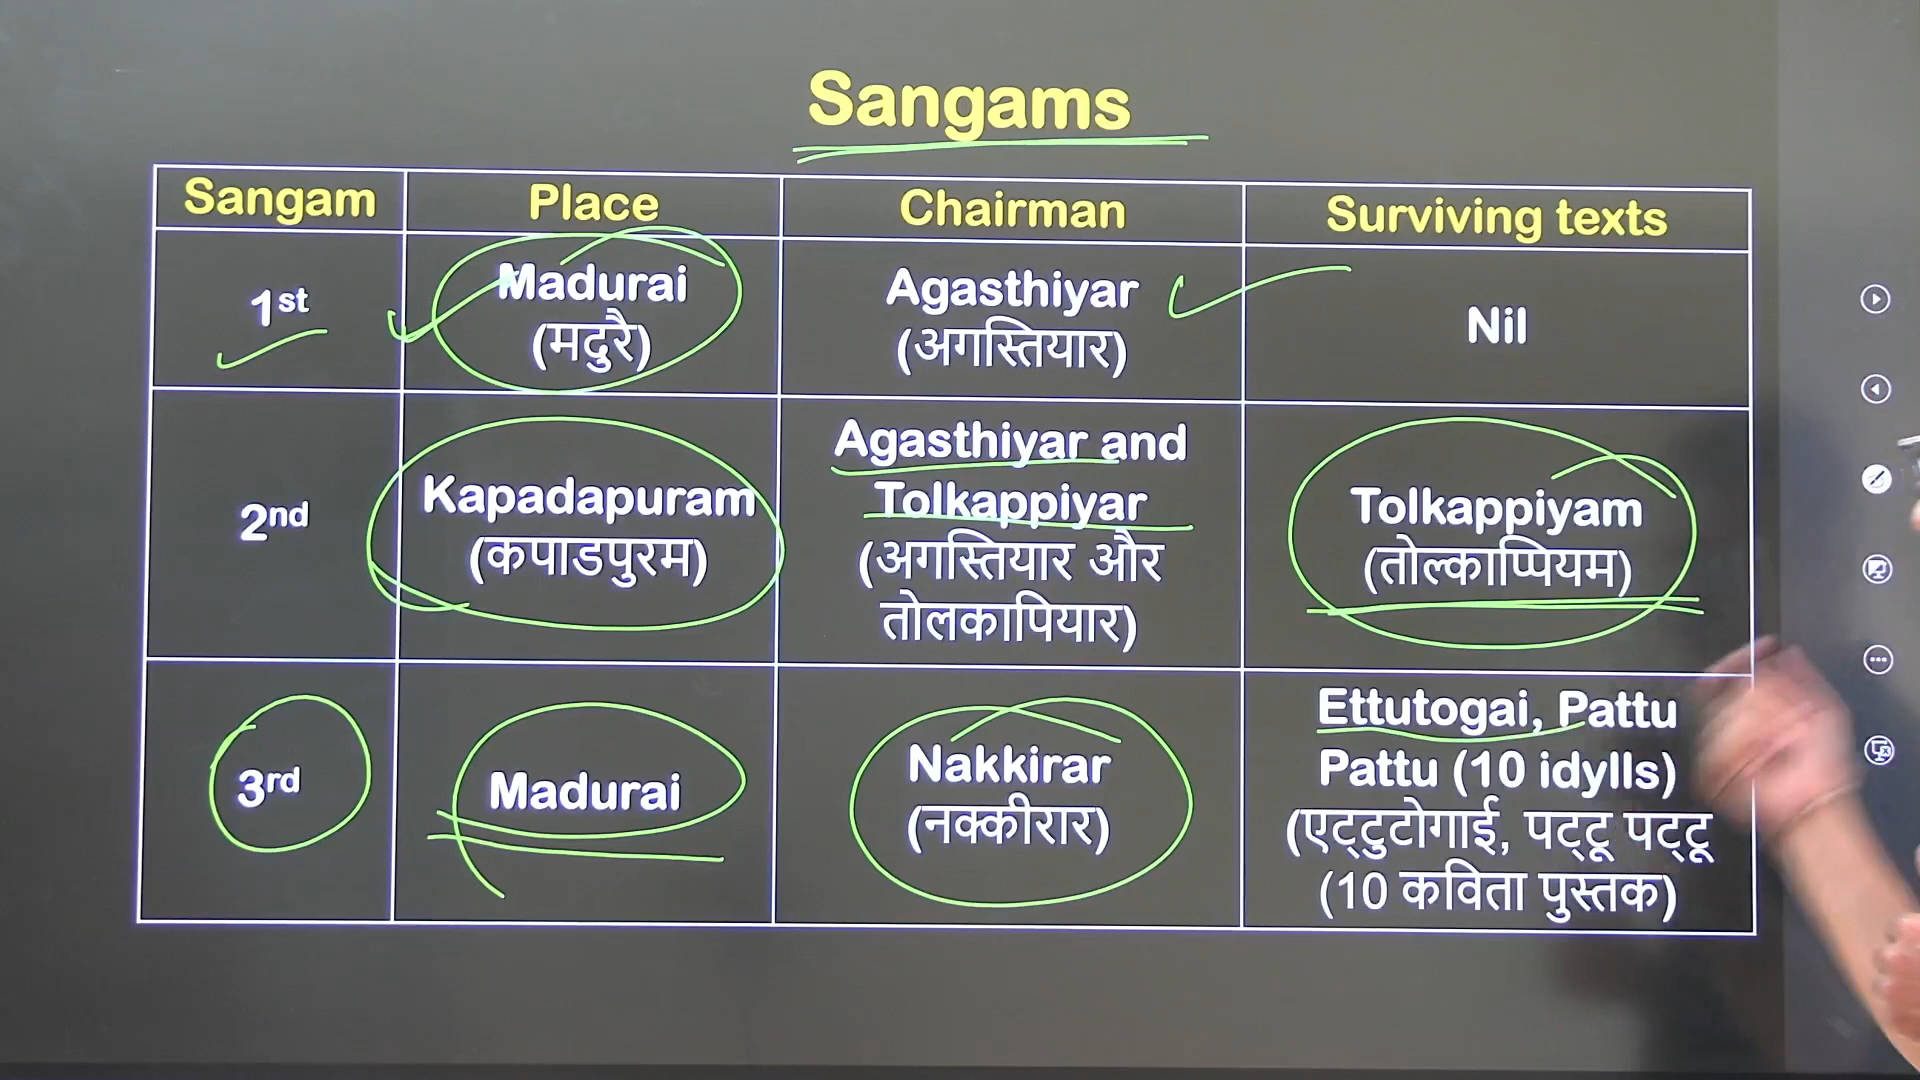 Sangams
Sangam
Place
Chairman
Surviving texts
1st
Madurai
(मदुरै)
Agasthiyar
(अगस्तियार)
Nil
2nd
Kapadapuram
(कपाडपुरम)
Agasthiyar and
Tolkappiyar
(अगस्तियार और
तोलकापियार)
Tolkappiyam
(तोल्काप्पियम)
3rd
Madurai
Nakkirar
(नक्कीरार)
Ettutogai, Pattu
Pattu (10 idylls)
(एट्टुटोगाई, पट्टू पट्टू
(10 कविता पुस्तक)